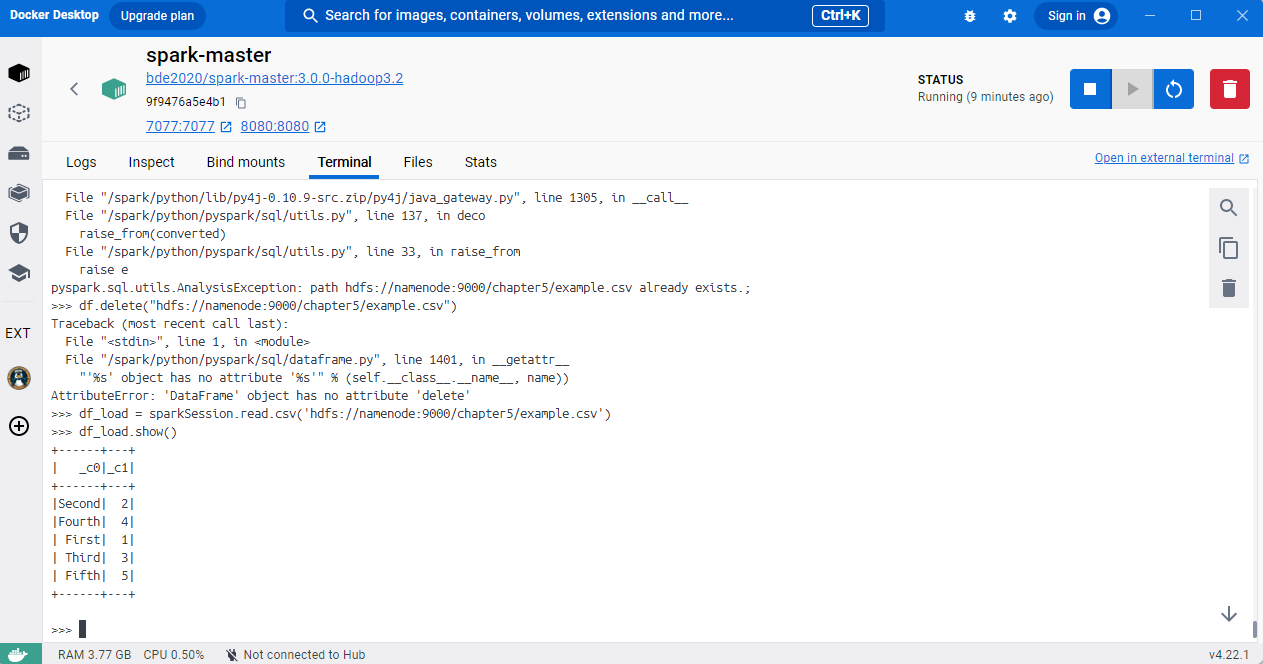 Docker Desktop Upgrade plan Search for images, containers, volumes, extensions and more... Ctrl+K Sign in
spark-master
bde2020/spark-master:3.0.0-hadoop3.2
9f9476a5e4b1
7077:7077 8080:8080
STATUS
Running (9 minutes ago)
Logs Inspect Bind mounts Terminal Files Stats Open in external terminal
EXT
  File "/spark/python/lib/py4j-0.10.9-src.zip/py4j/java_gateway.py", line 1305, in __call__
  File "/spark/python/pyspark/sql/utils.py", line 137, in deco
    raise_from(converted)
  File "/spark/python/pyspark/sql/utils.py", line 33, in raise_from
    raise e
pyspark.sql.utils.AnalysisException: path hdfs://namenode:9000/chapter5/example.csv already exists.;
>>> df.delete("hdfs://namenode:9000/chapter5/example.csv")
Traceback (most recent call last):
  File "<stdin>", line 1, in <module>
  File "/spark/python/pyspark/sql/dataframe.py", line 1401, in __getattr__
    "'%s' object has no attribute '%s'" % (self.__class__.__name__, name))
AttributeError: 'DataFrame' object has no attribute 'delete'
>>> df_load = sparkSession.read.csv('hdfs://namenode:9000/chapter5/example.csv')
>>> df_load.show()
+------+---+
|   _c0|_c1|
+------+---+
|Second|  2|
|Fourth|  4|
| First|  1|
| Third|  3|
| Fifth|  5|
+------+---+
>>>
RAM 3.77 GB CPU 0.50% Not connected to Hub v4.22.1